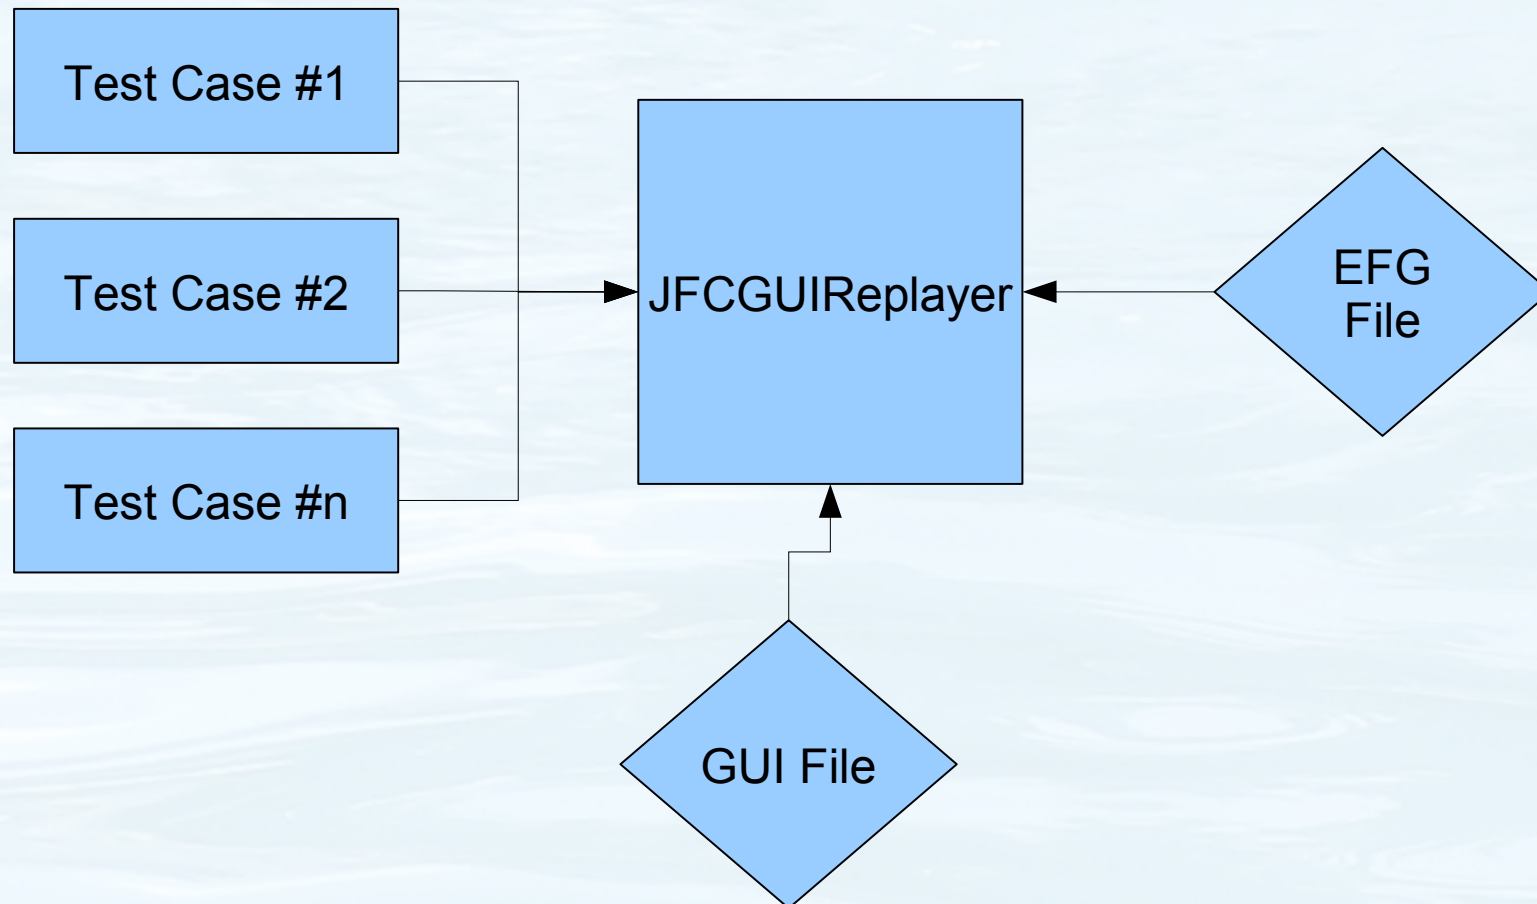 Test Case #1
Test Case #2
Test Case #n
JFCGUIReplayer
EFG
File
GUI File